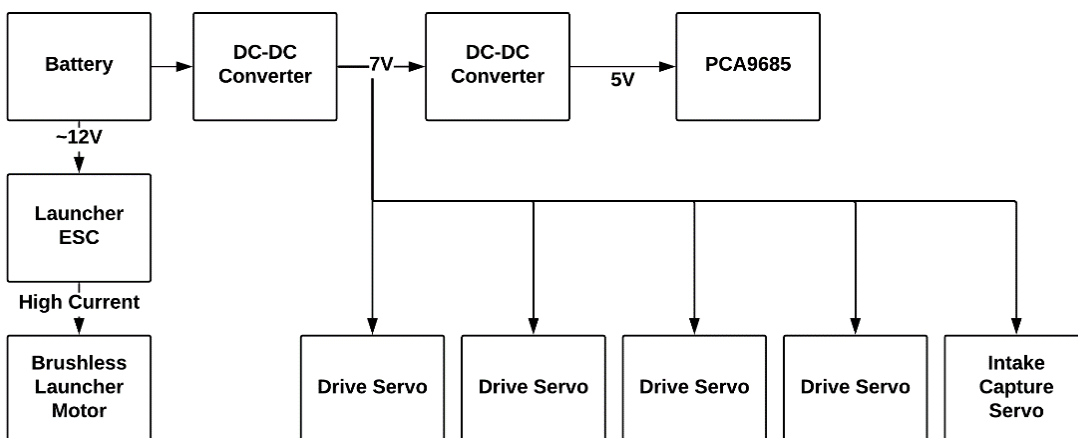 Battery
DC-DC
Converter
7V
DC-DC
Converter
5V
PCA9685
~12V
Launcher
ESC
High Current
Brushless
Launcher
Motor
Drive Servo
Drive Servo
Drive Servo
Drive Servo
Intake
Capture
Servo